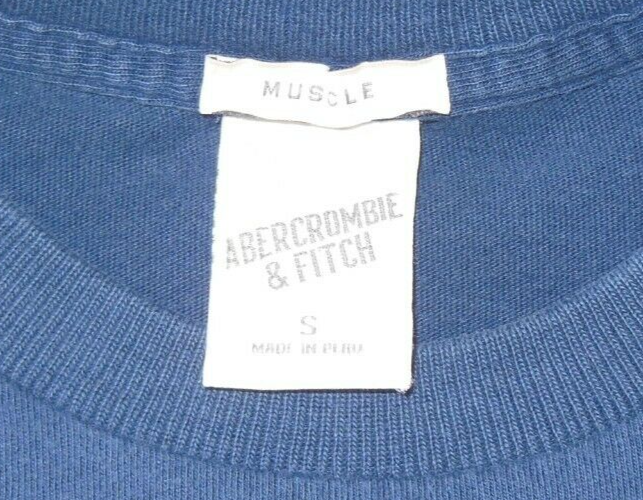 MUSCLE
ABERCROMBIE
& FITCH
S
MADE IN PERU